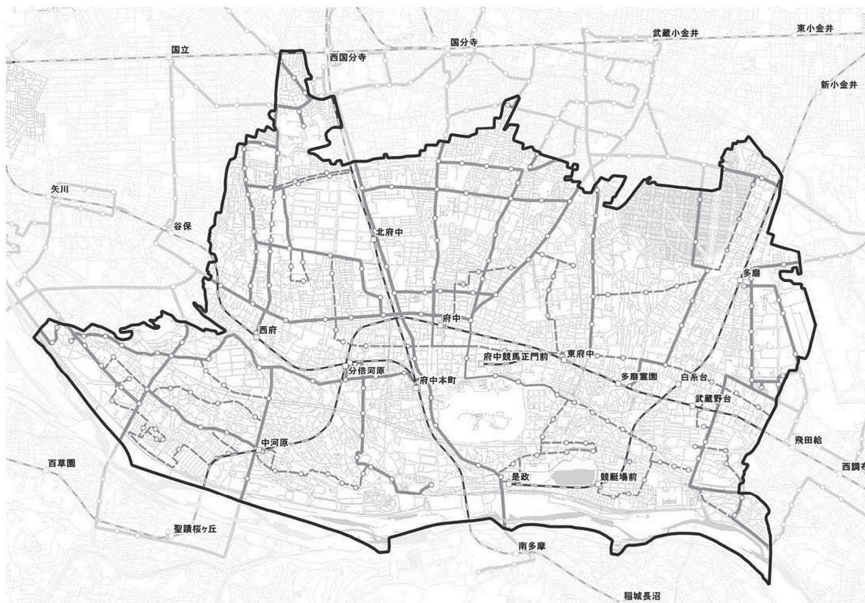 国立
西国分寺
国分寺
武蔵小金井
東小金井
新小金井
矢川
谷保
北府中
多磨
西府
府中
府中競馬正門前
東府中
分倍河原
府中本町
多磨霊園
白糸台
武蔵野台
中河原
飛田給
百草園
是政
競艇場前
西調布
聖蹟桜ヶ丘
南多摩
稲城長沼